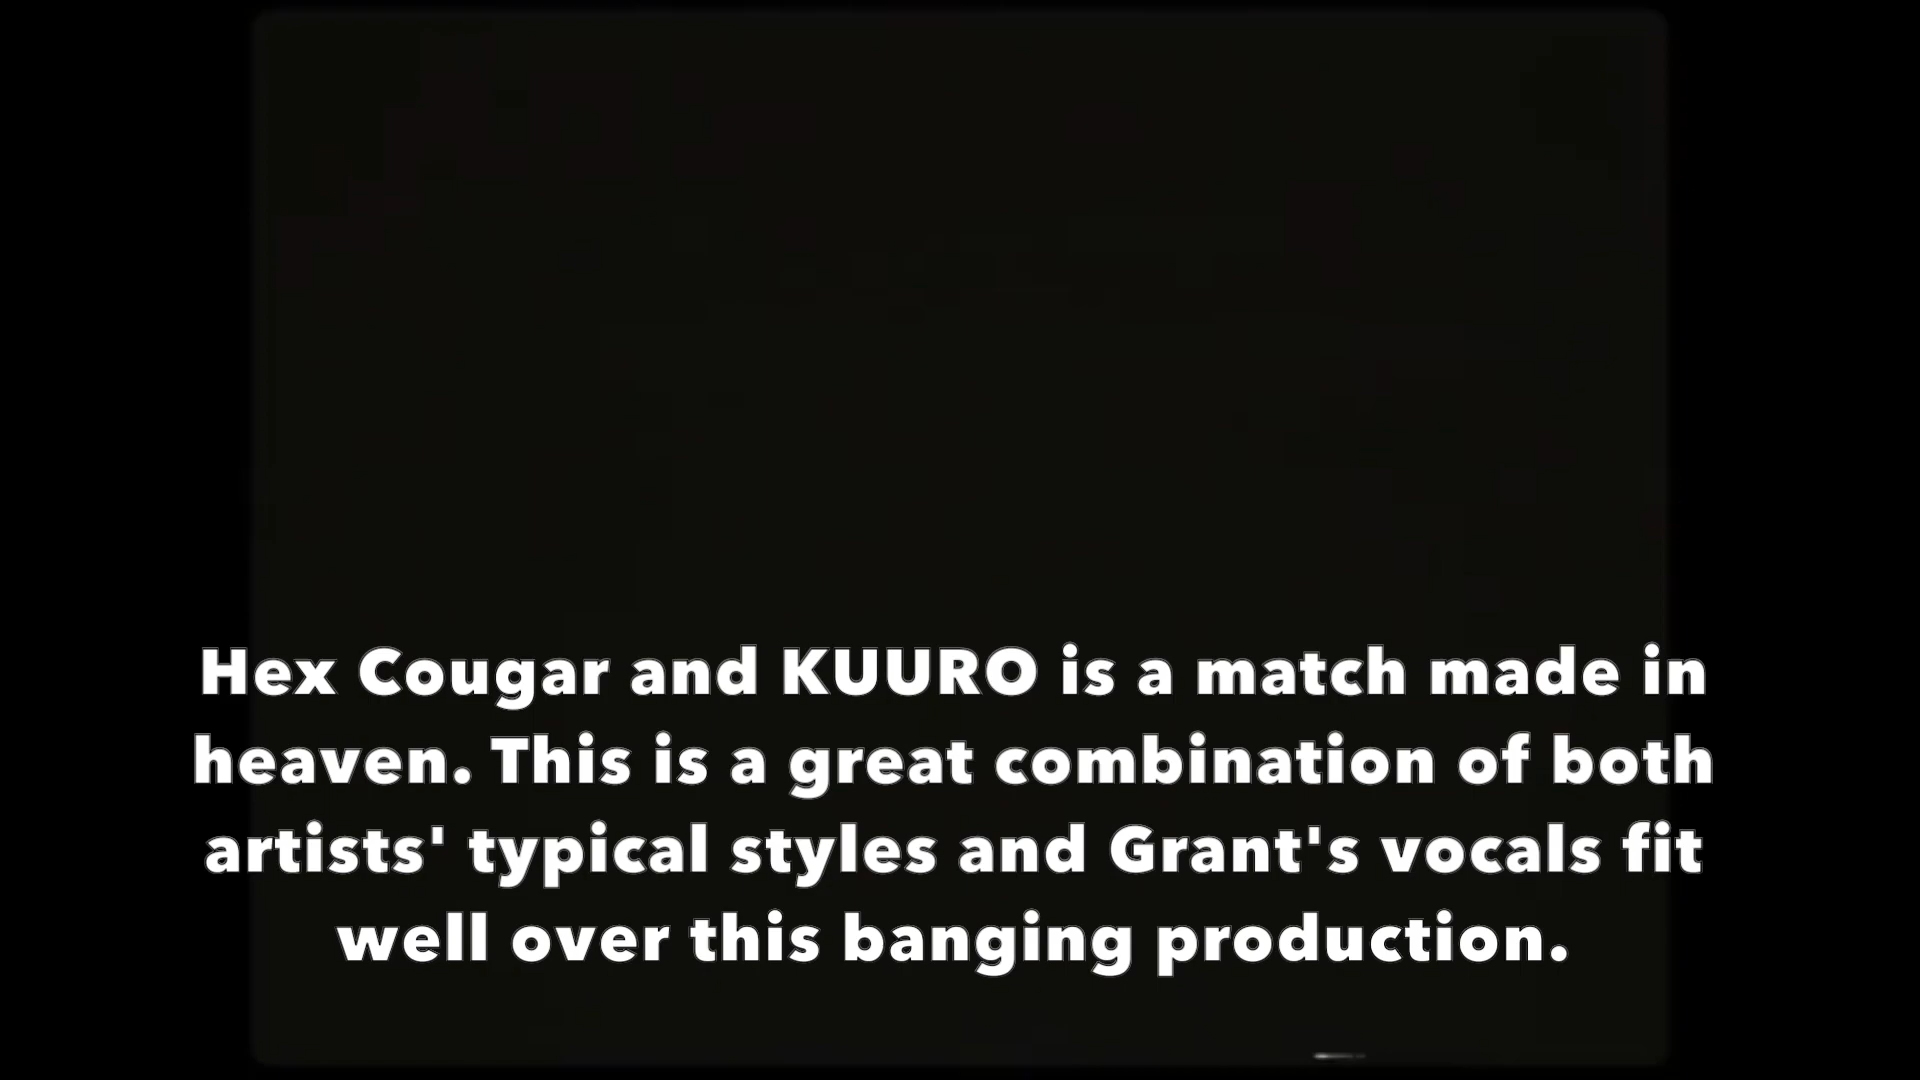 Hex Cougar and KUURO is a match made in
heaven. This is a great combination of both
artists' typical styles and Grant's vocals fit
well over this banging production.